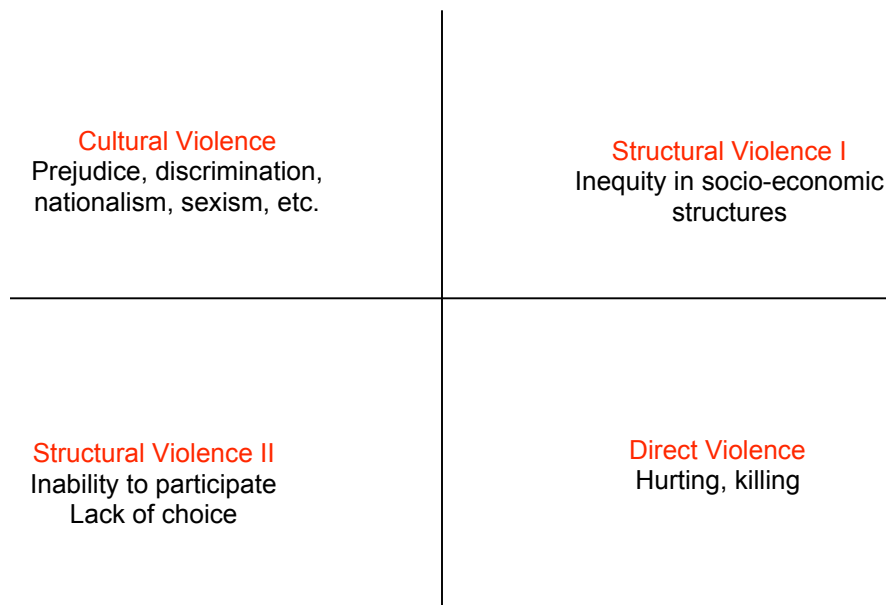 Cultural Violence
Prejudice, discrimination,
nationalism, sexism, etc.
Structural Violence I
Inequity in socio-economic
structures
Structural Violence II
Inability to participate
Lack of choice
Direct Violence
Hurting, killing